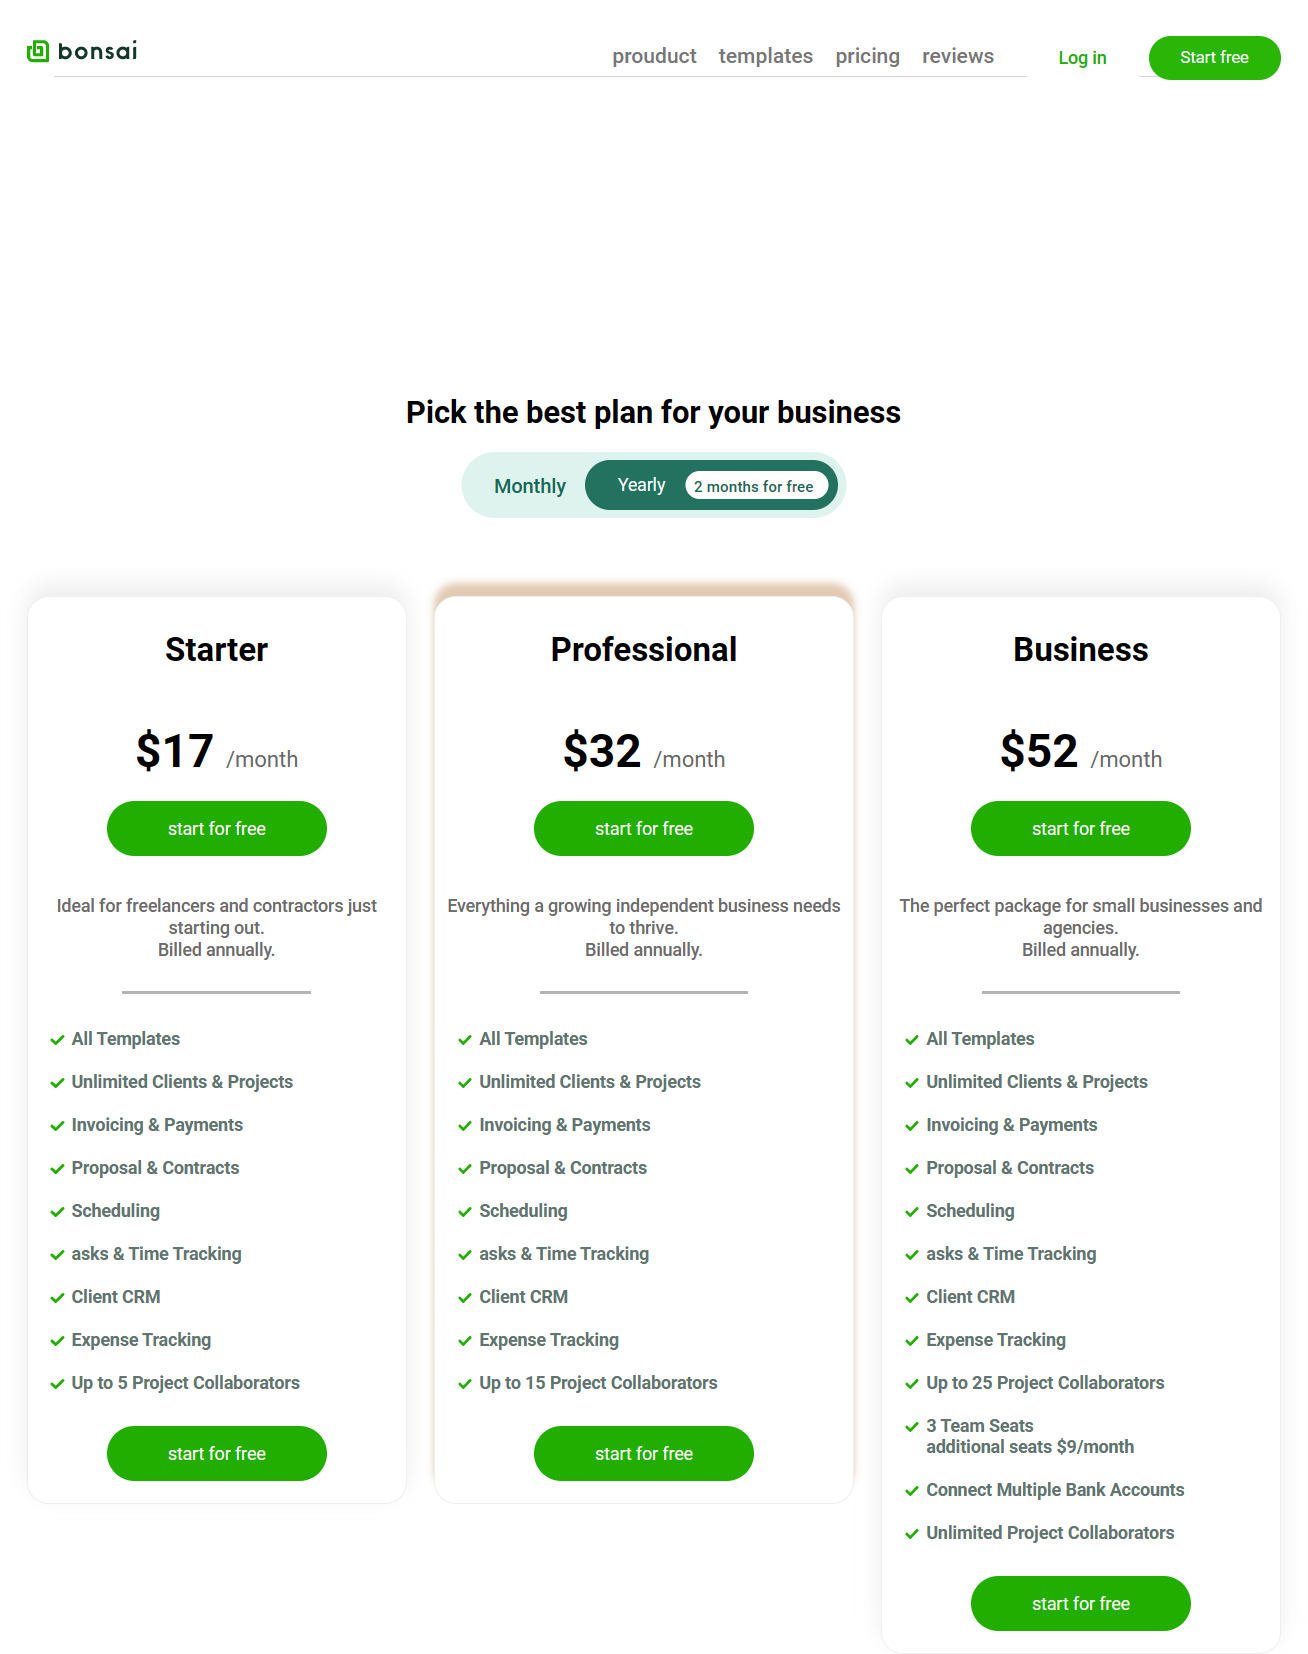 bonsai
prouduct templates pricing reviews Log in Start free
Pick the best plan for your business
Monthly Yearly 2 months for free
Starter
$17 /month
start for free
Ideal for freelancers and contractors just
starting out.
Billed annually.
All Templates
Unlimited Clients & Projects
Invoicing & Payments
Proposal & Contracts
Scheduling
asks & Time Tracking
Client CRM
Expense Tracking
Up to 5 Project Collaborators
start for free
Professional
$32 /month
start for free
Everything a growing independent business needs
to thrive.
Billed annually.
All Templates
Unlimited Clients & Projects
Invoicing & Payments
Proposal & Contracts
Scheduling
asks & Time Tracking
Client CRM
Expense Tracking
Up to 15 Project Collaborators
start for free
Business
$52 /month
start for free
The perfect package for small businesses and
agencies.
Billed annually.
All Templates
Unlimited Clients & Projects
Invoicing & Payments
Proposal & Contracts
Scheduling
asks & Time Tracking
Client CRM
Expense Tracking
Up to 25 Project Collaborators
3 Team Seats
additional seats $9/month
Connect Multiple Bank Accounts
Unlimited Project Collaborators
start for free